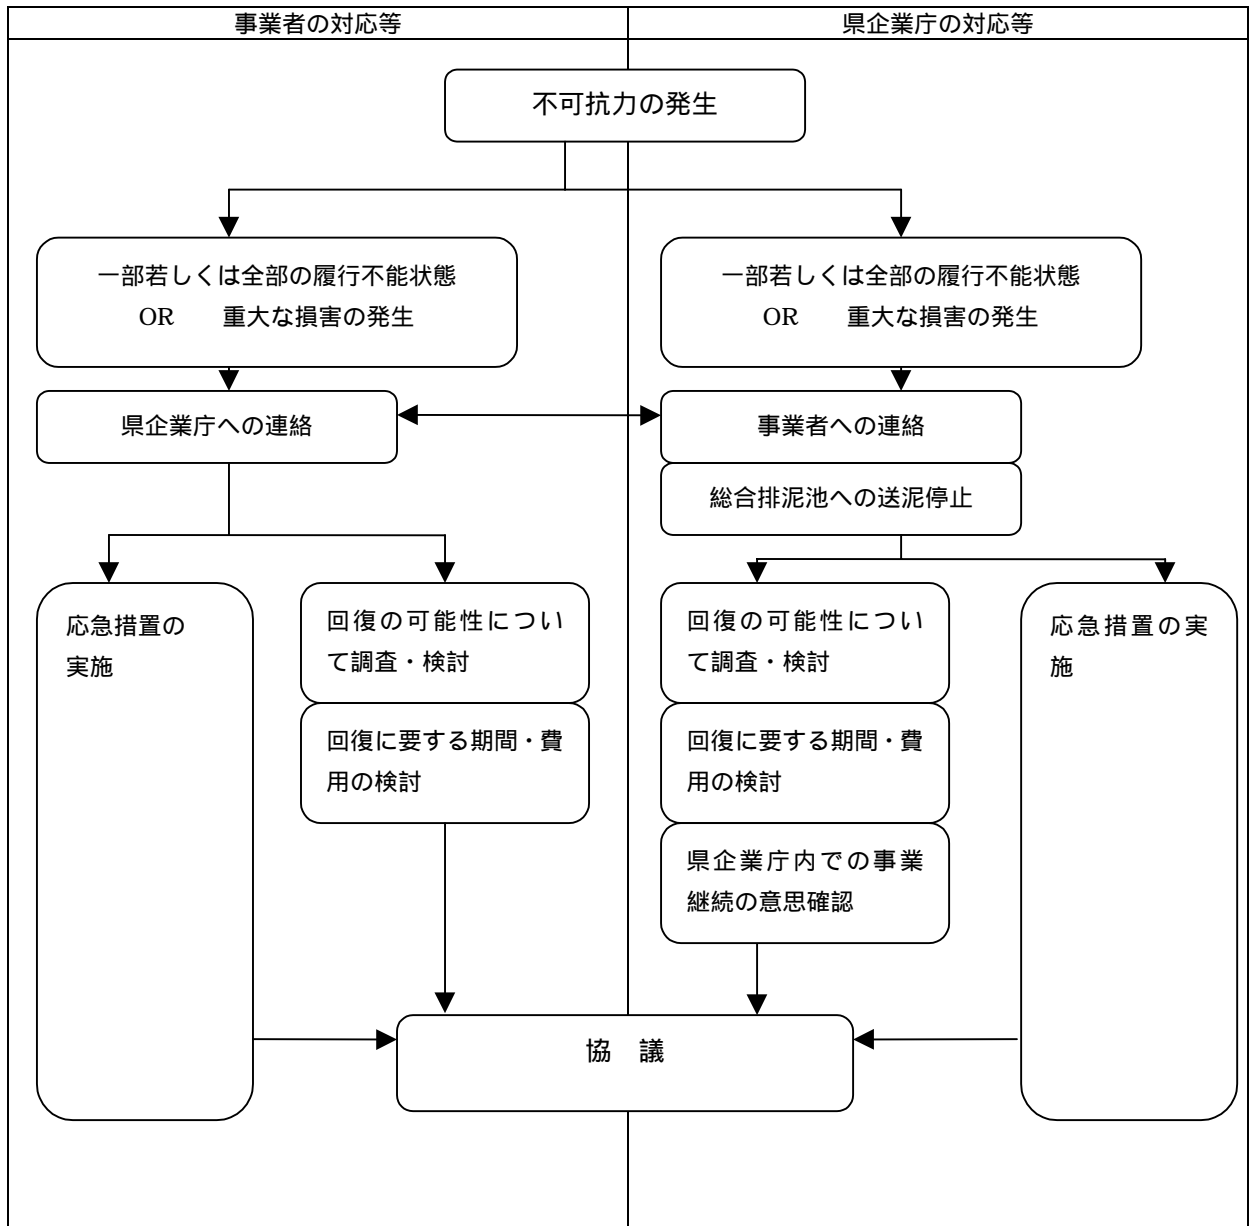 事業者の対応等
県企業庁の対応等
不可抗力の発生
一部若しくは全部の履行不能状態
OR　　重大な損害の発生
一部若しくは全部の履行不能状態
OR　　重大な損害の発生
県企業庁への連絡
事業者への連絡
総合排泥池への送泥停止
応急措置の
実施
回復の可能性につい
て調査・検討
回復に要する期間・費
用の検討
回復の可能性につい
て調査・検討
回復に要する期間・費
用の検討
県企業庁内での事業
継続の意思確認
応急措置の実
施
協　議